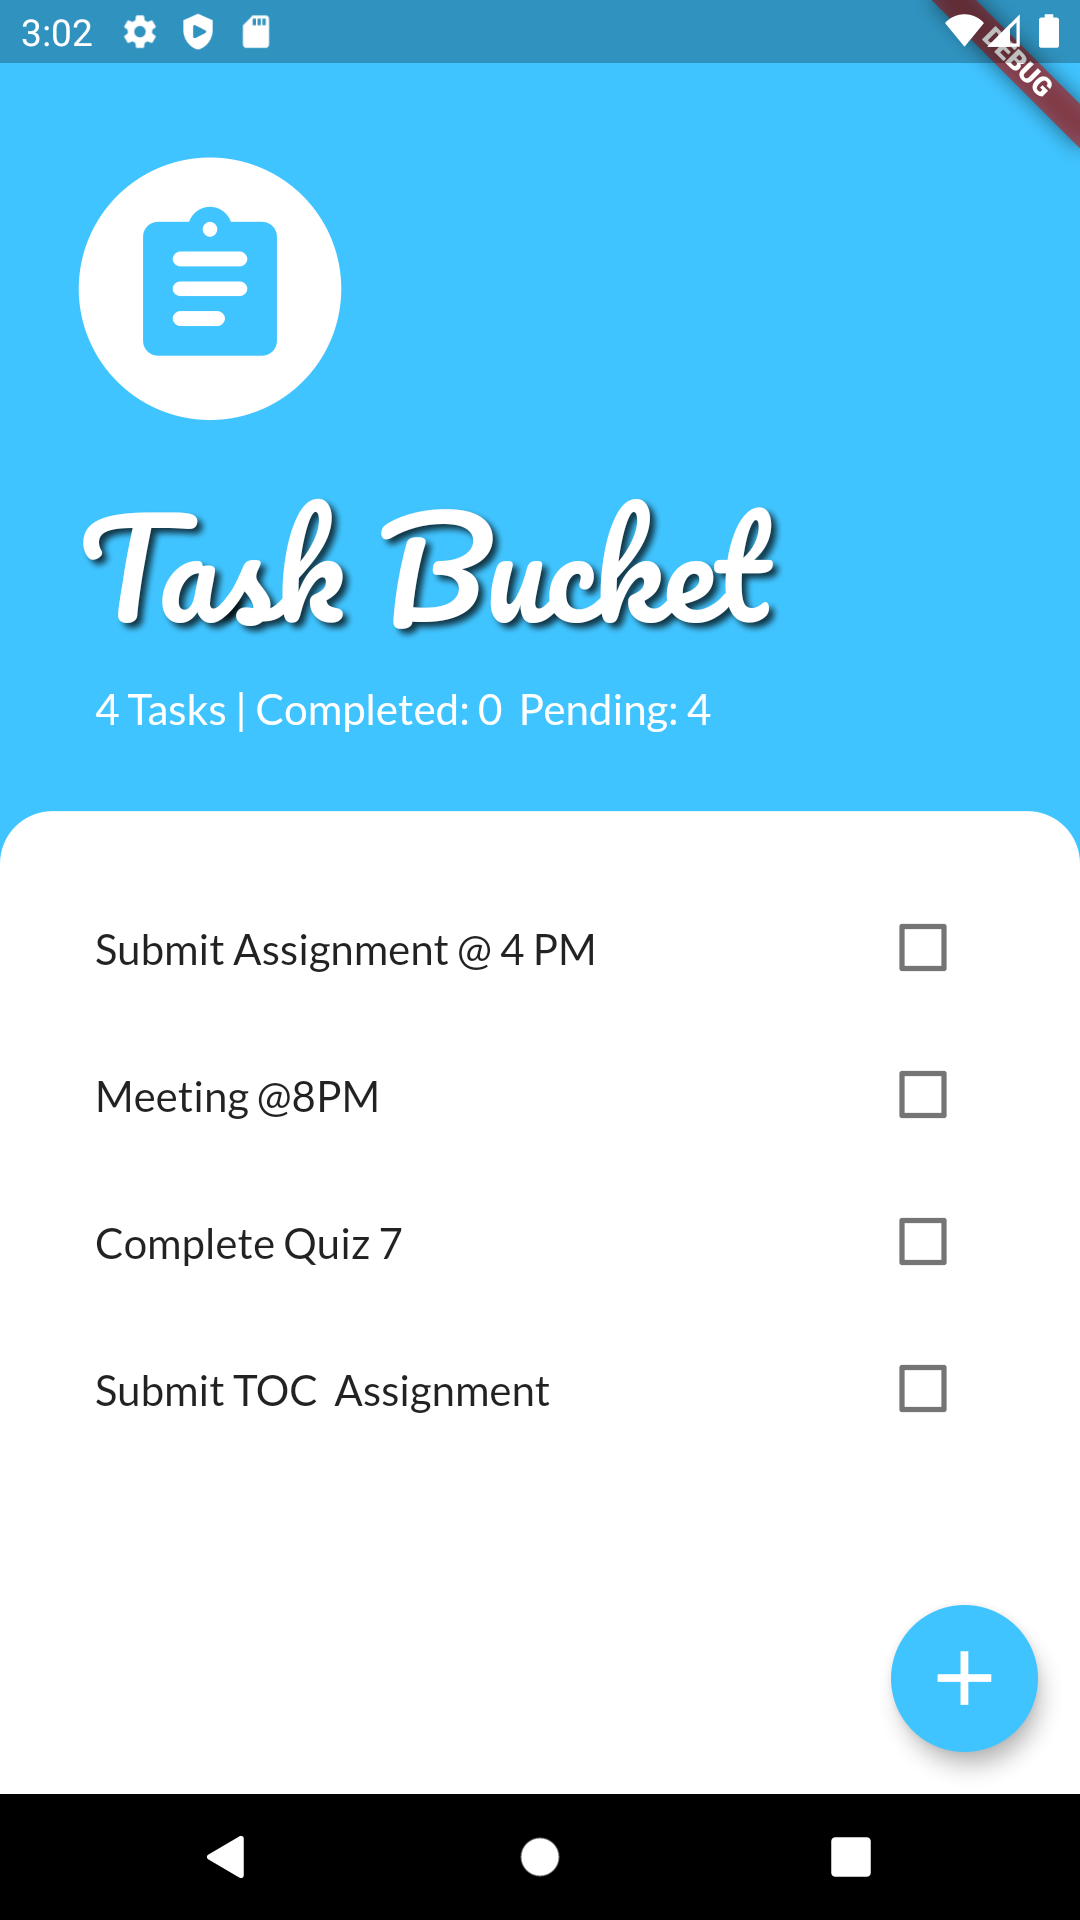 3:02
DEBUG
Task Bucket
4 Tasks | Completed: 0  Pending: 4
Submit Assignment @ 4 PM
Meeting @8PM
Complete Quiz 7
Submit TOC  Assignment